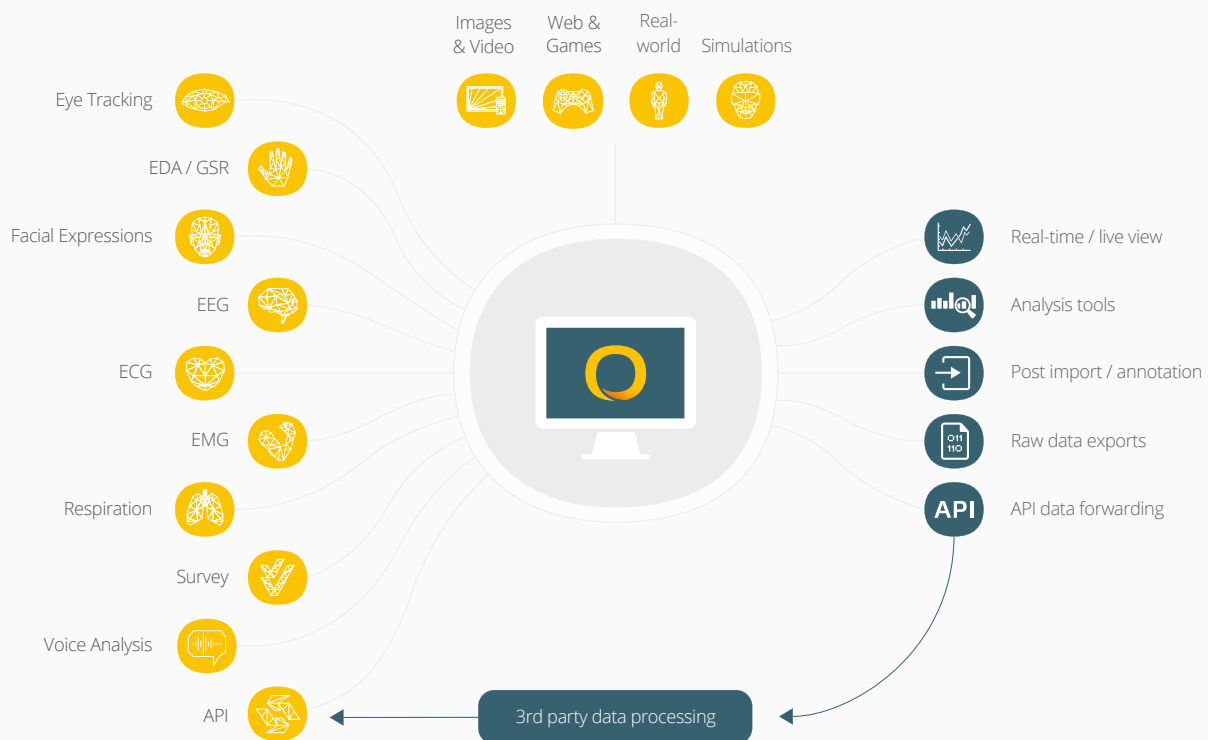 Images
& Video
Web &
Games
Real-
world
Simulations
Eye Tracking
EDA / GSR
Facial Expressions
EEG
ECG
EMG
Respiration
Survey
Voice Analysis
API
Real-time / live view
Analysis tools
Post import / annotation
011
110
Raw data exports
API
API data forwarding
3rd party data processing